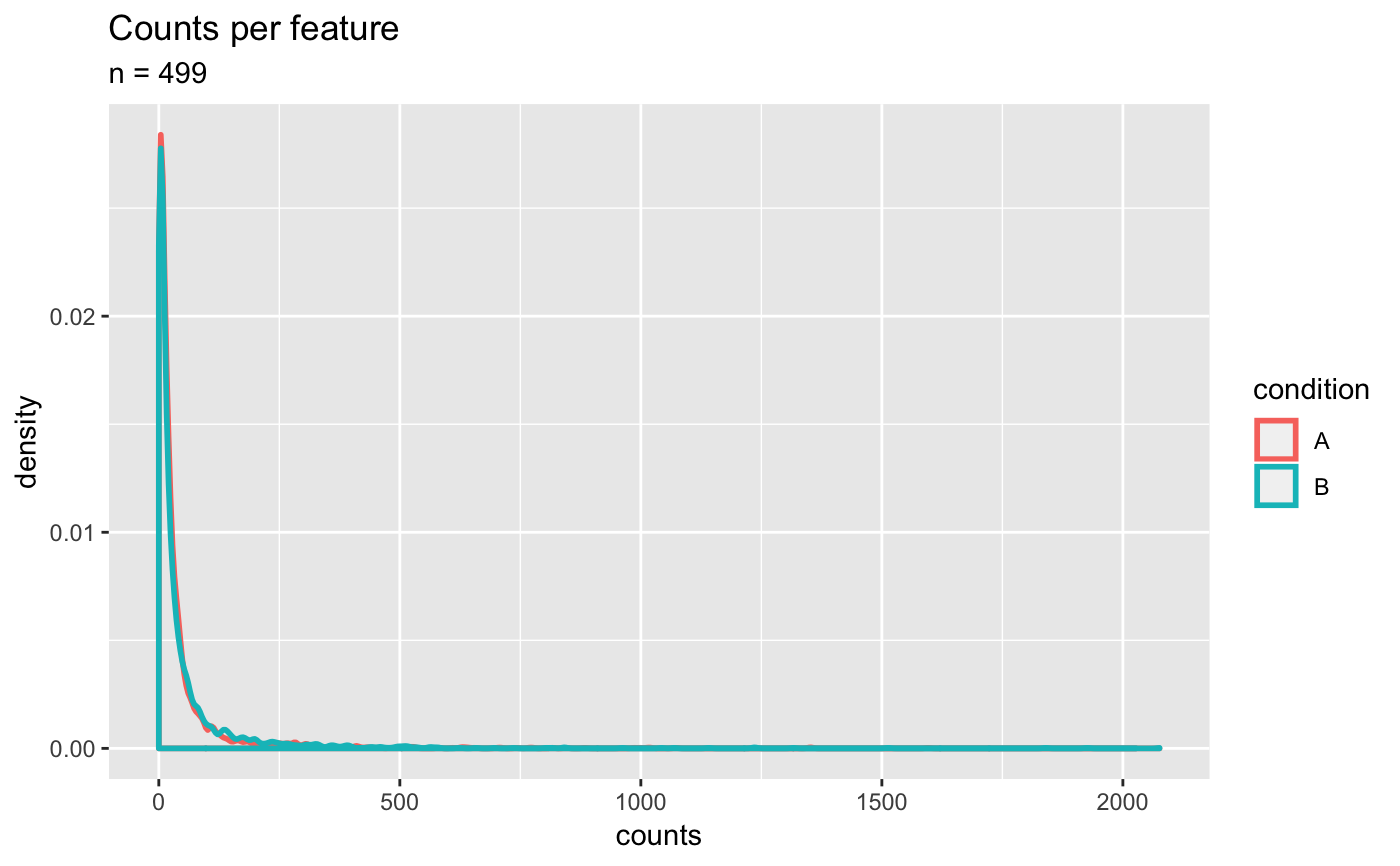 Counts per feature
n = 499
0.02
0.01
0.00
density
0
500
1000
1500
2000
counts
condition
A
B